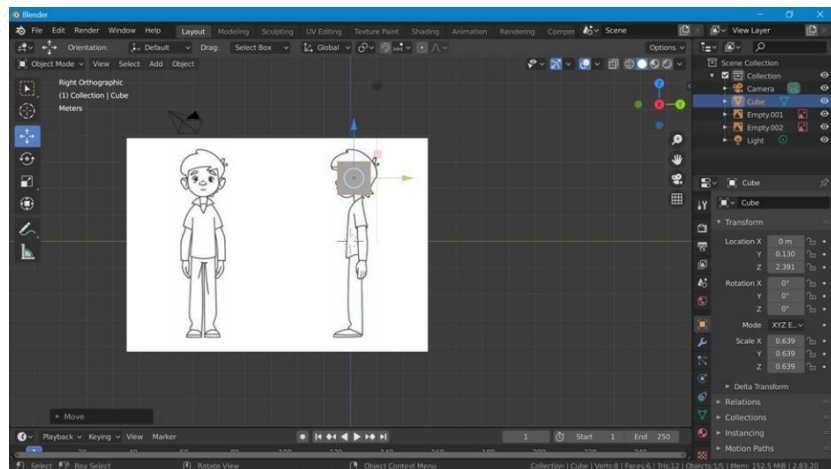 Blender
File Edit Render Window Help Layout Modeling Sculpting UV Editing Texture Paint Shading Animation Rendering Compos Scene View Layer
Orientation: Default Drag: Select Box Global Options
Object Mode View Select Add Object
Right Orthographic
(1) Collection | Cube
Meters
Scene Collection
Collection
Camera
Cube
Empty.001
Empty.002
Light
Cube
Cube
Transform
Location X 0 m
Y 0.130
Z 2.391
Rotation X 0°
Y 0°
Z 0°
Mode XYZ E...
Scale X 0.639
Y 0.639
Z 0.639
Delta Transform
Relations
Collections
Instancing
Motion Paths
Move
Playback Keying View Marker 1 Start 1 End 250
Select Box Select Rotate View Object Context Menu Collection | Cube | Verts:8 | Faces:6 | Tris:12 | Objects:1/5 | Mem: 152.5 MiB | 2.83.20